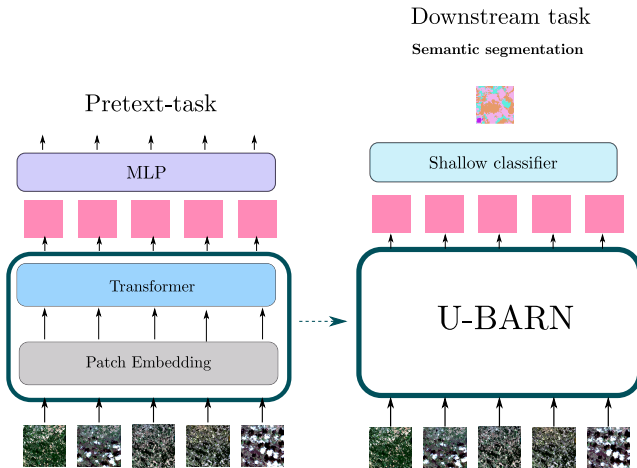 Downstream task
Semantic segmentation
Pretext-task
MLP
Shallow classifier
Transformer
U-BARN
Patch Embedding